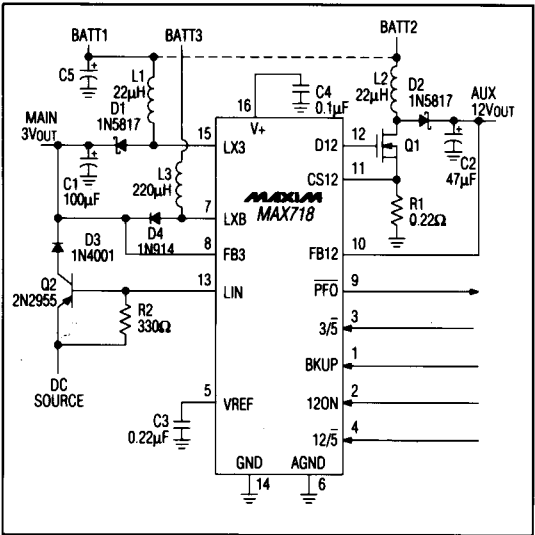 BATT1
BATT3
BATT2
C5
+
L1
22μH
D1
1N5817
MAIN
3VOUT
C4
0.1μF
L2
22μH
D2
1N5817
AUX
12VOUT
16
V+
15
LX3
D12
12
Q1
+
C1
100μF
L3
220μH
CS12
11
+
C2
47μF
MAXIM
MAX718
R1
0.22Ω
7
LXB
D4
1N914
8
FB3
FB12
10
D3
1N4001
Q2
2N2955
13
LIN
PFO
9
R2
330Ω
3/5
3
BKUP
1
DC
SOURCE
5
VREF
12ON
2
C3
0.22μF
12/5
4
GND
AGND
14
6